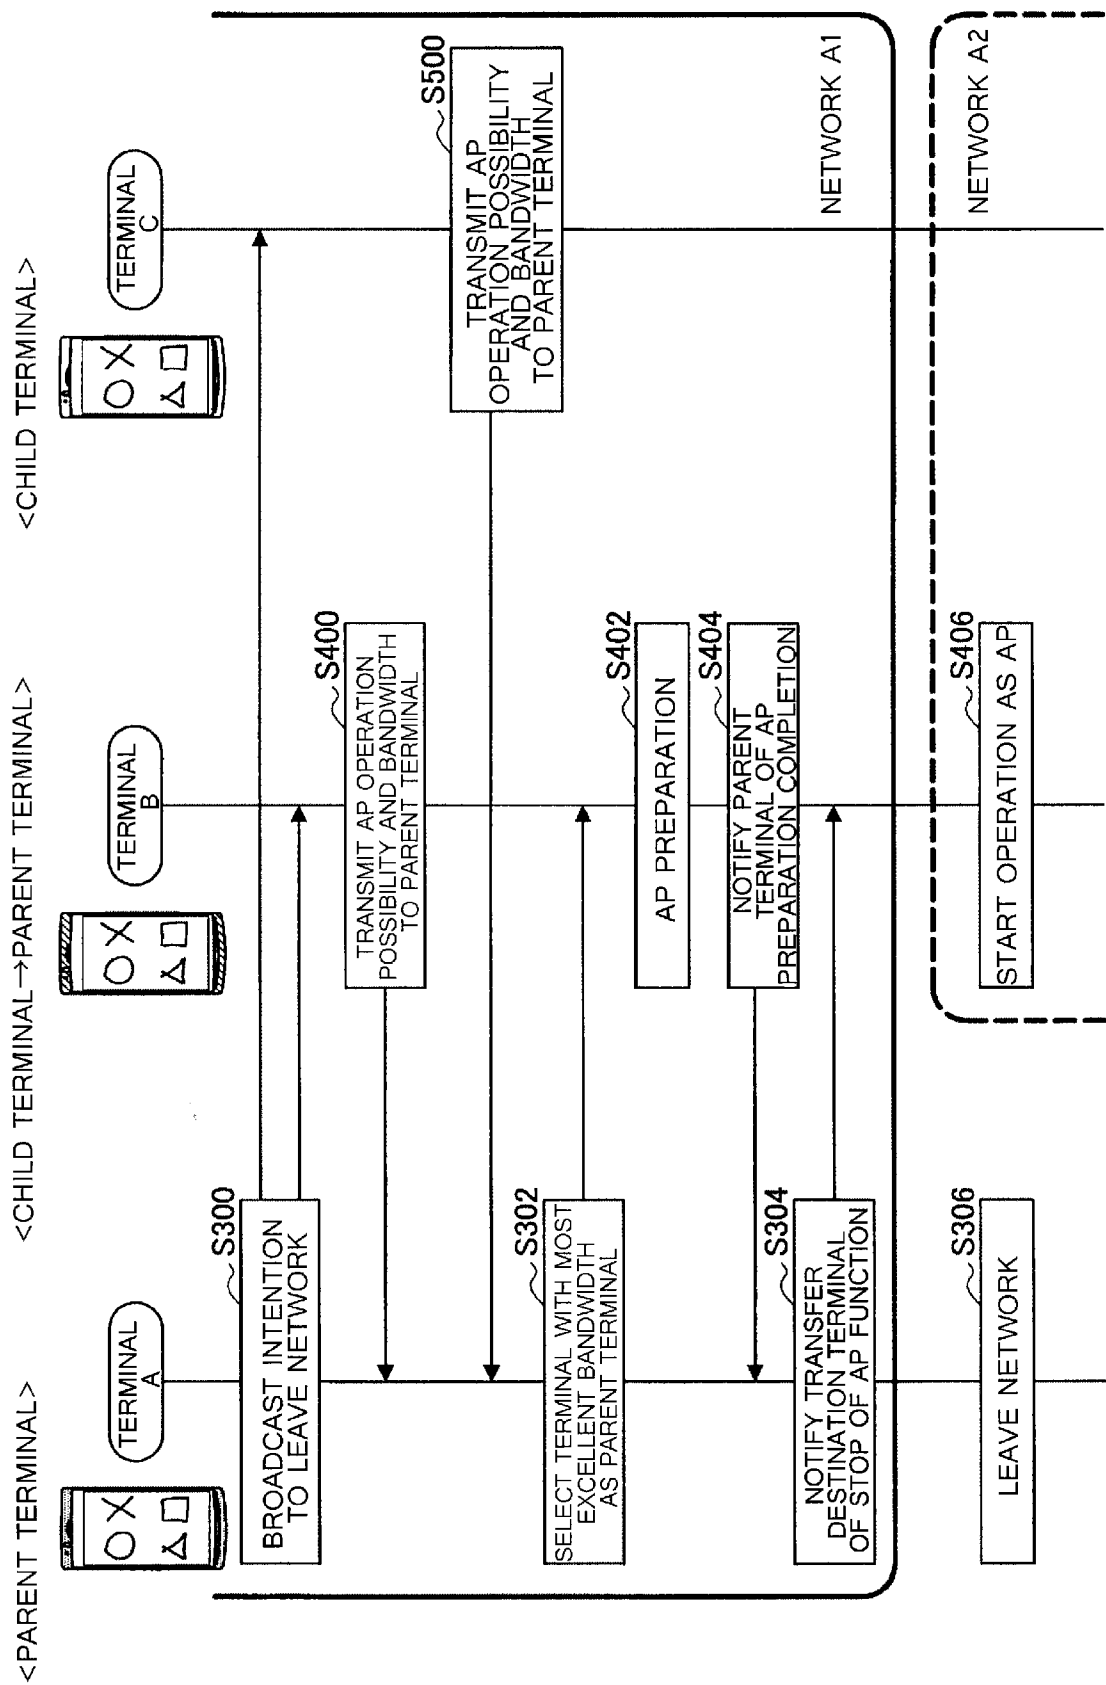 <PARENT TERMINAL>
<CHILD TERMINAL→PARENT TERMINAL>
<CHILD TERMINAL>
TERMINAL
A
TERMINAL
B
TERMINAL
C
S300
BROADCAST INTENTION
TO LEAVE NETWORK
S400
TRANSMIT AP OPERATION
POSSIBILITY AND BANDWIDTH
TO PARENT TERMINAL
S500
TRANSMIT AP
OPERATION POSSIBILITY
AND BANDWIDTH
TO PARENT TERMINAL
S302
SELECT TERMINAL WITH MOST
EXCELLENT BANDWIDTH
AS PARENT TERMINAL
S402
AP PREPARATION
S404
NOTIFY PARENT
TERMINAL OF AP
PREPARATION COMPLETION
S304
NOTIFY TRANSFER
DESTINATION TERMINAL
OF STOP OF AP FUNCTION
NETWORK A1
NETWORK A2
S306
LEAVE NETWORK
S406
START OPERATION AS AP